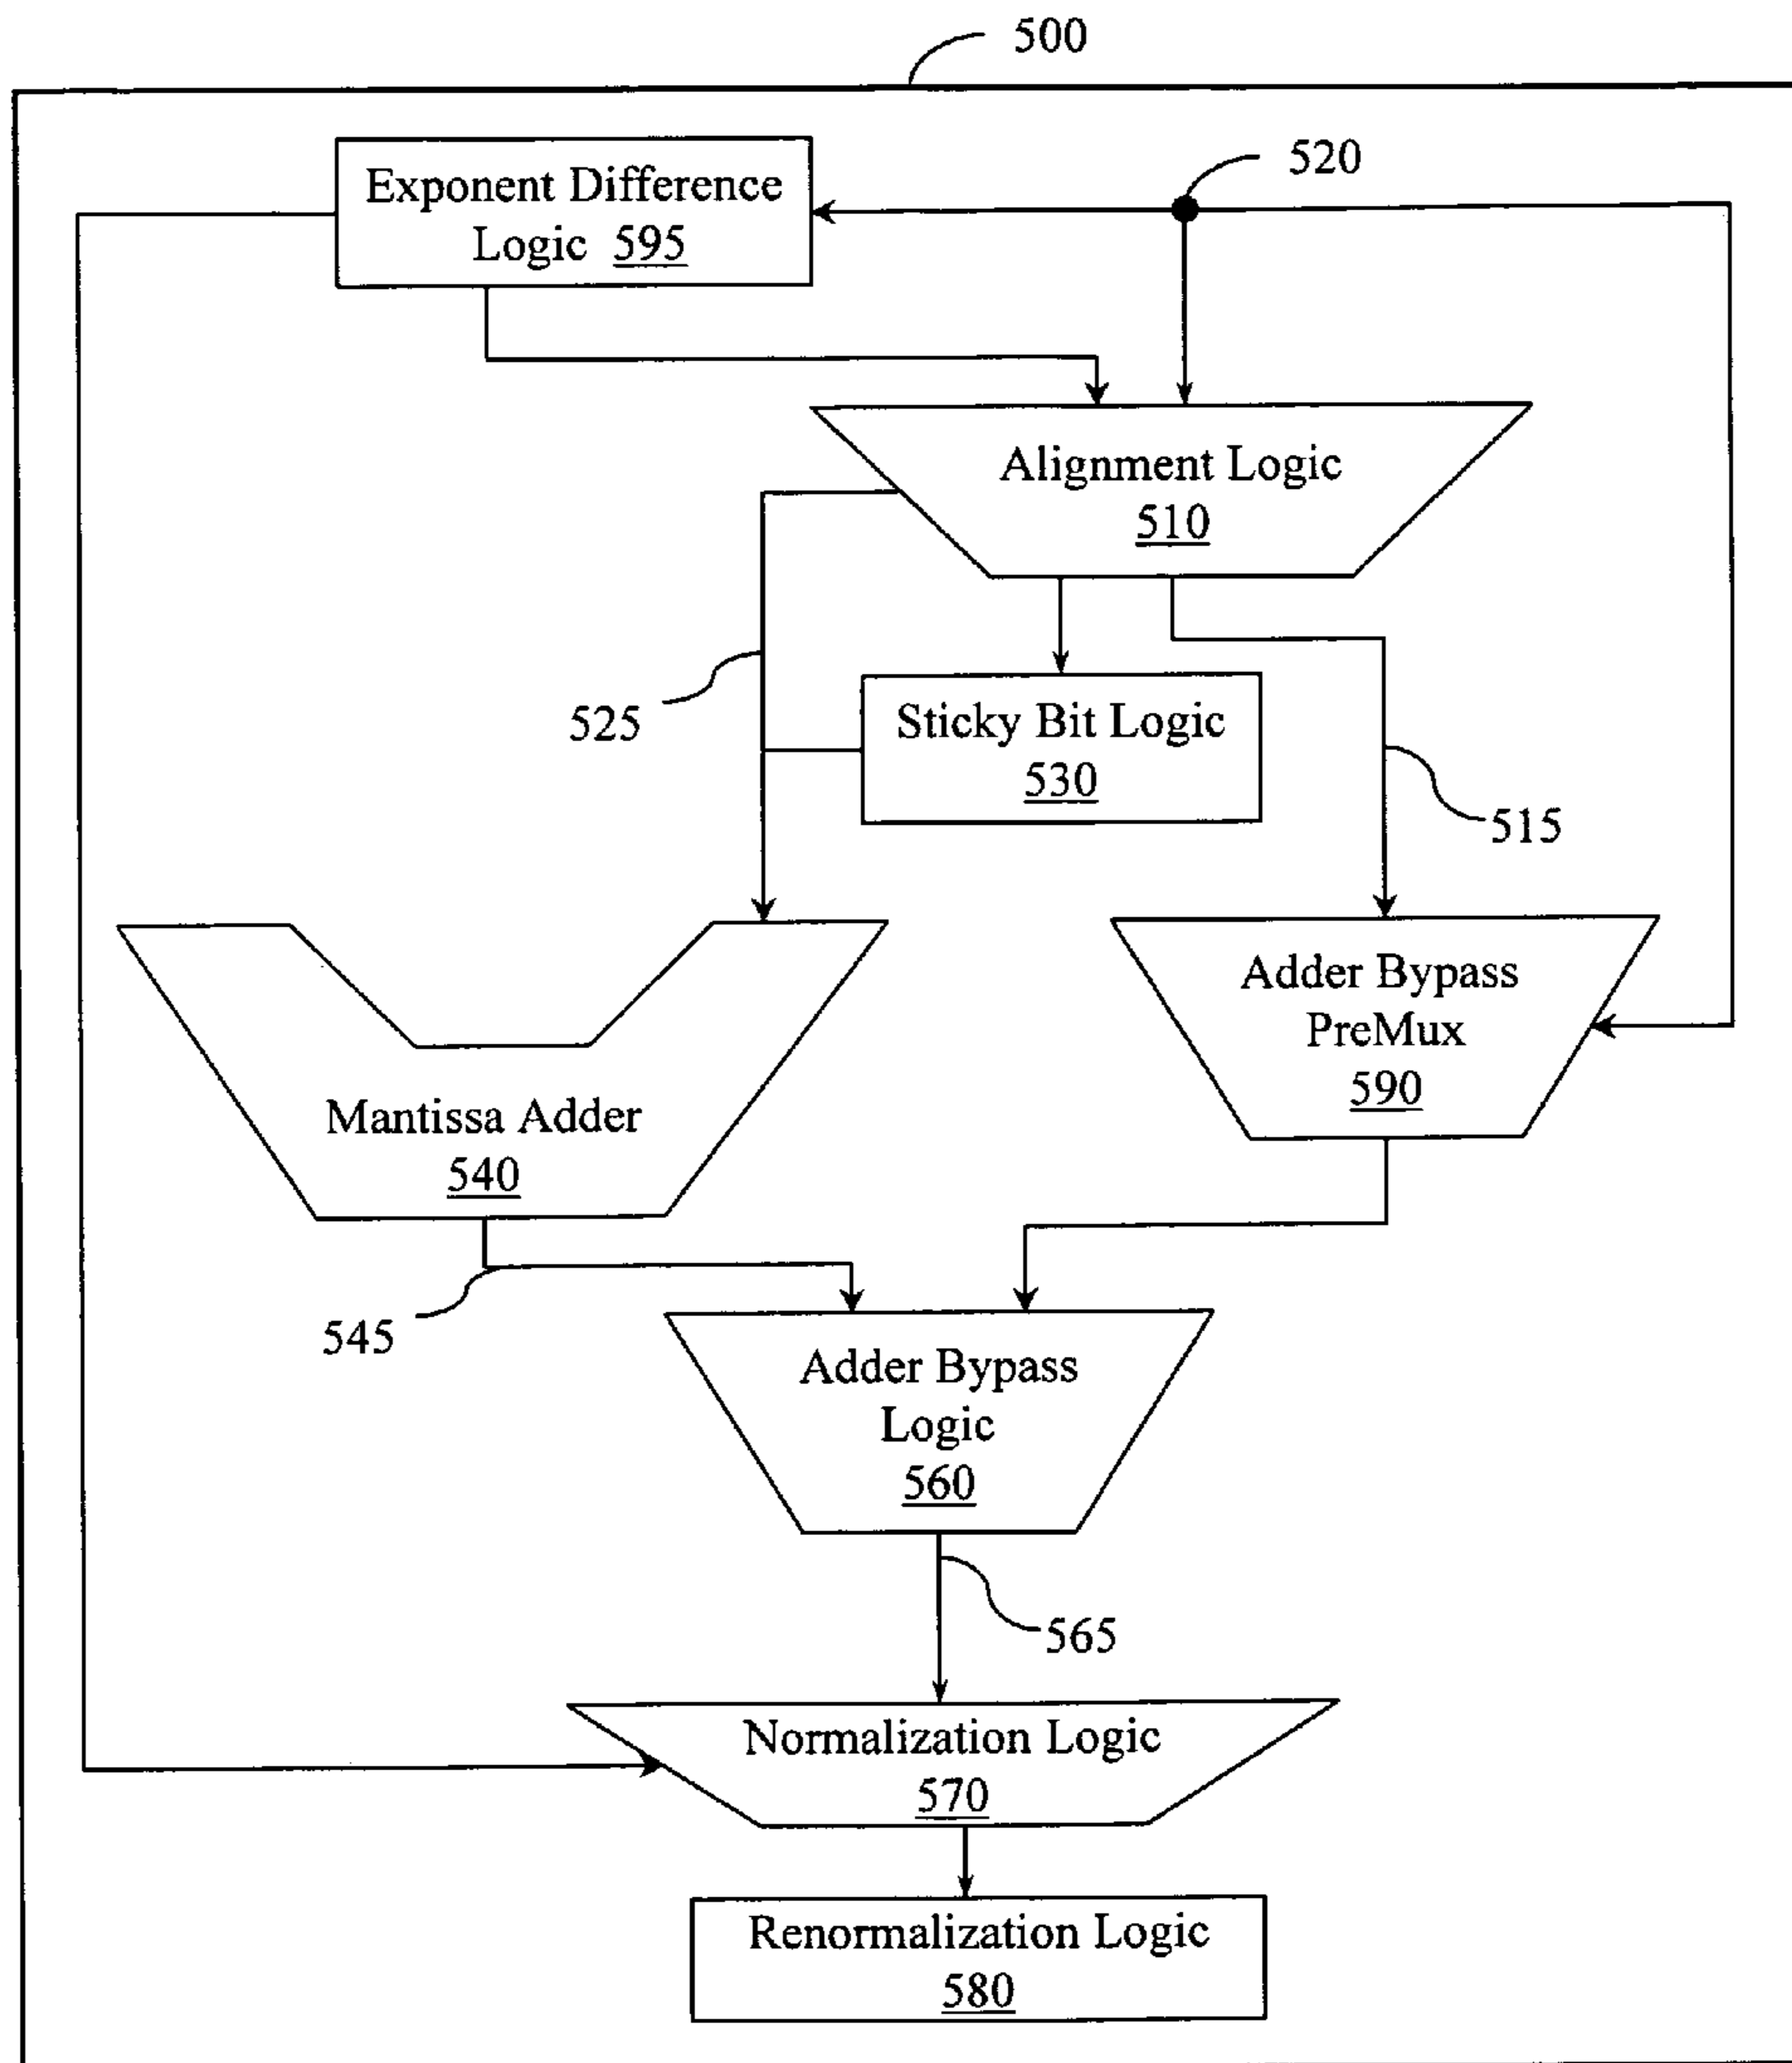 500
520
Exponent Difference
Logic 595
Alignment Logic
510
525
Sticky Bit Logic
530
515
Adder Bypass
PreMux
590
Mantissa Adder
540
545
Adder Bypass
Logic
560
565
Normalization Logic
570
Renormalization Logic
580